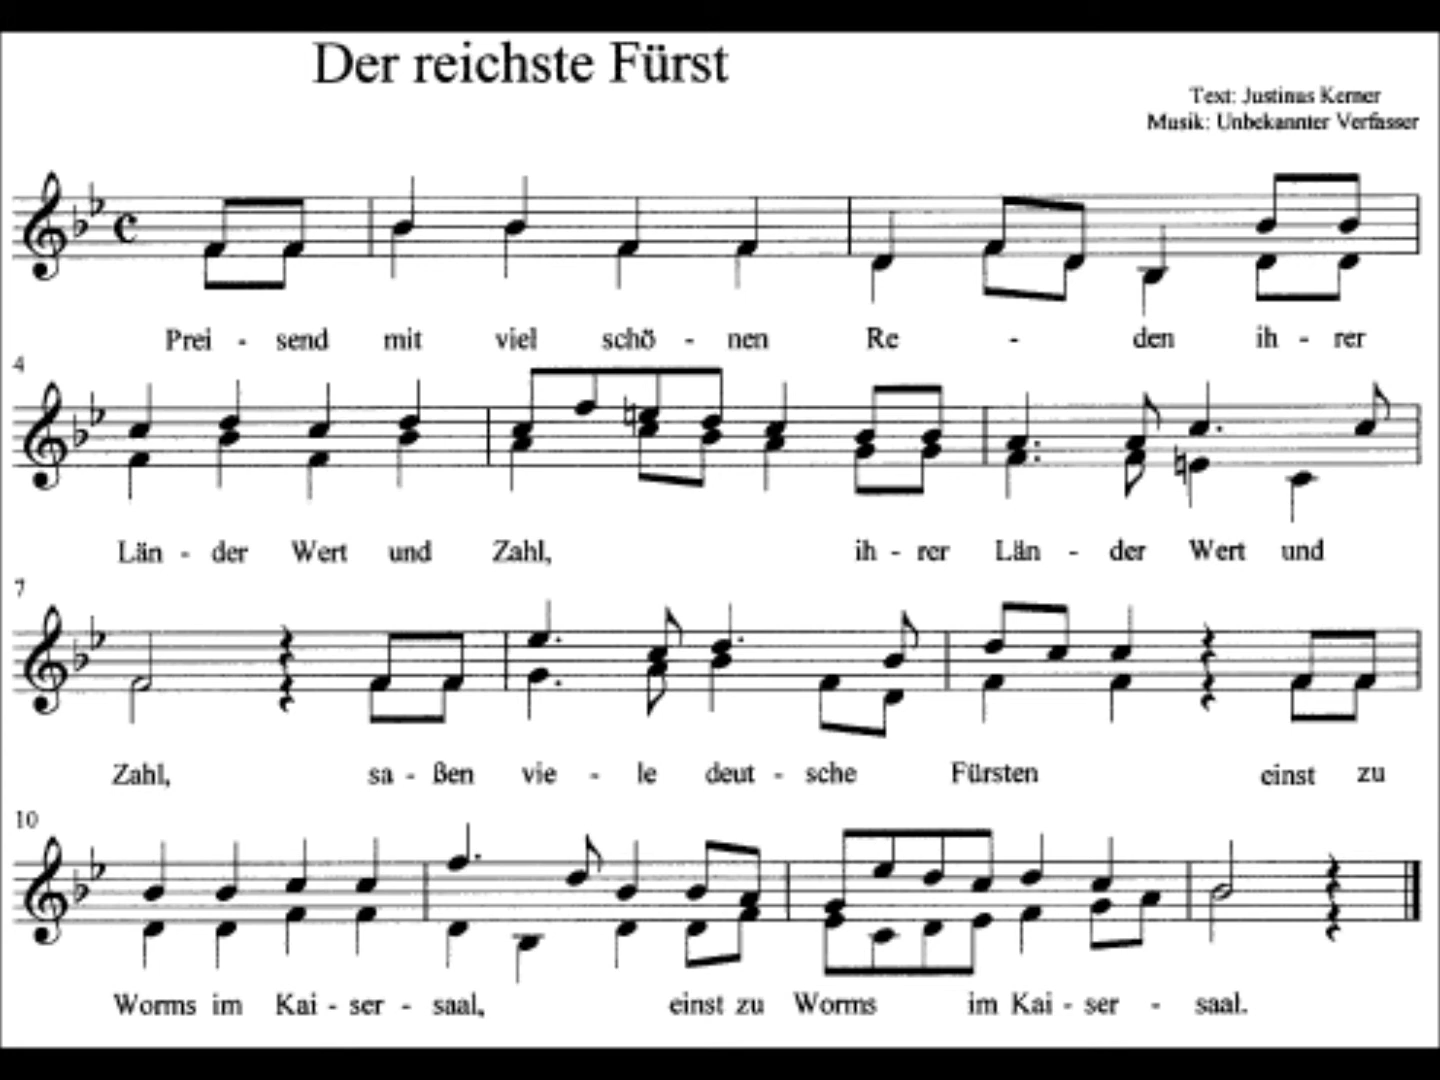 Der reichste Fürst
Text: Justinus Kerner
Musik: Unbekannter Verfasser
Prei - send mit viel schö - nen Re - den ih - rer
4
Län - der Wert und Zahl, ih - rer Län - der Wert und
7
Zahl, sa - ßen vie - le deut - sche Fürsten einst zu
10
Worms im Kai - ser - saal, einst zu Worms im Kai - ser - saal.